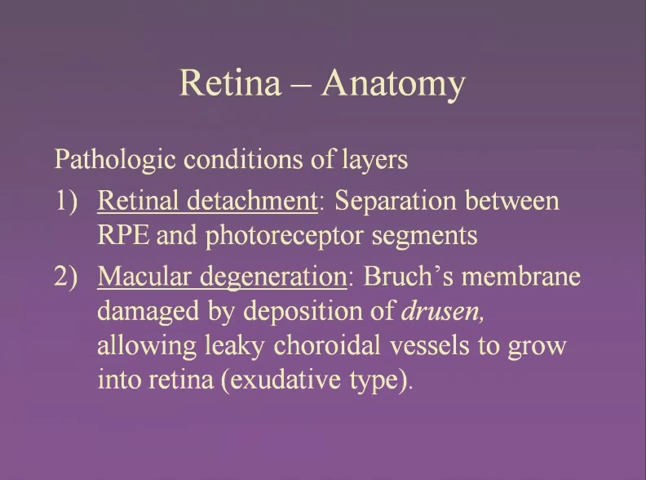 Retina – Anatomy
Pathologic conditions of layers
1) Retinal detachment: Separation between
RPE and photoreceptor segments
2) Macular degeneration: Bruch’s membrane
damaged by deposition of drusen,
allowing leaky choroidal vessels to grow
into retina (exudative type).